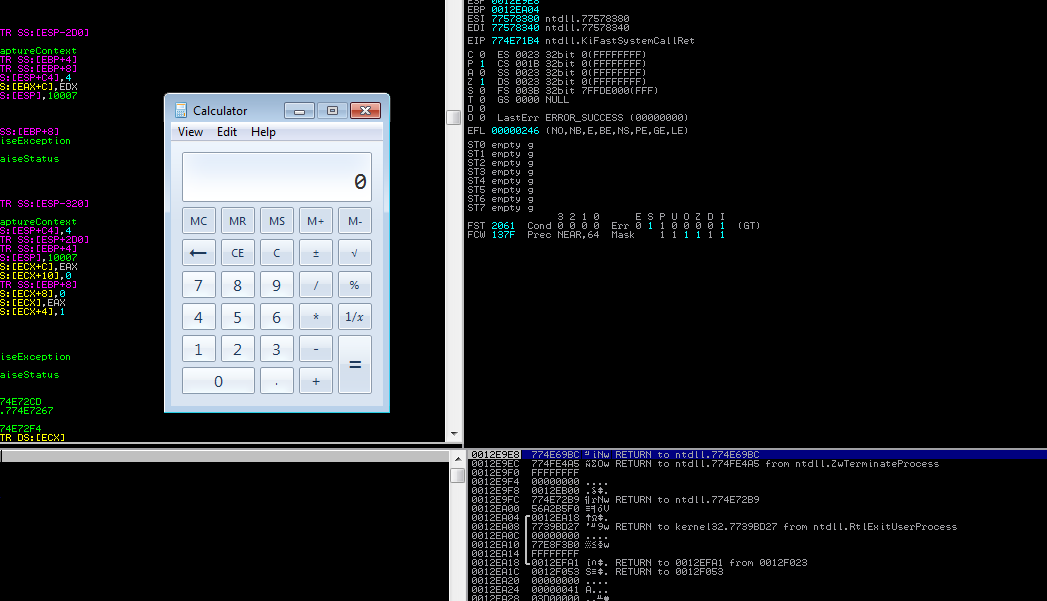 TR SS:[ESP-2D0]
aptureContext
TR SS:[EBP+4]
TR SS:[EBP+8]
S:[ESP+C4],4
S:[EAX+C],EDX
S:[ESP],10007
SS:[EBP+8]
iseException
aiseStatus
TR SS:[ESP-320]
aptureContext
S:[ESP+C4],4
TR SS:[ESP+2D0]
TR SS:[EBP+4]
S:[ESP],10007
S:[ECX+C],EAX
S:[ECX+10],0
TR SS:[EBP+8]
S:[ECX+8],0
S:[ECX],EAX
S:[ECX+4],1
iseException
aiseStatus
74E72CD
.774E7267
74E72F4
TR DS:[ECX]
Calculator
View Edit Help
0
MC MR MS M+ M-
← CE C ± √
7 8 9 / %
4 5 6 * 1/x
1 2 3 - =
0 . +
ESP 0012E9E8
EBP 0012EA04
ESI 77578380 ntdll.77578380
EDI 77578340 ntdll.77578340
EIP 774E71B4 ntdll.KiFastSystemCallRet
C 0 ES 0023 32bit 0(FFFFFFFF)
P 1 CS 001B 32bit 0(FFFFFFFF)
A 0 SS 0023 32bit 0(FFFFFFFF)
Z 1 DS 0023 32bit 0(FFFFFFFF)
S 0 FS 003B 32bit 7FFDE000(FFF)
T 0 GS 0000 NULL
D 0
O 0 LastErr ERROR_SUCCESS (00000000)
EFL 00000246 (NO,NB,E,BE,NS,PE,GE,LE)
ST0 empty g
ST1 empty g
ST2 empty g
ST3 empty g
ST4 empty g
ST5 empty g
ST6 empty g
ST7 empty g
3 2 1 0 E S P U O Z D I
FST 2061 Cond 0 0 0 0 Err 0 1 1 0 0 0 0 1 (GT)
FCW 137F Prec NEAR,64 Mask 1 1 1 1 1 1
0012E9E8 774E69BC RETURN to ntdll.774E69BC
0012E9EC 774FE4A5 RETURN to ntdll.774FE4A5 from ntdll.ZwTerminateProcess
0012E9F0 FFFFFFFF
0012E9F4 00000000 ....
0012E9F8 0012EB00
0012E9FC 774E72B9 RETURN to ntdll.774E72B9
0012EA00 56A2B5F0
0012EA04 0012EA18
0012EA08 7739BD27 RETURN to kernel32.7739BD27 from ntdll.RtlExitUserProcess
0012EA0C 00000000 ....
0012EA10 77E8F3B0
0012EA14 FFFFFFFF
0012EA18 0012EFA1 RETURN to 0012EFA1 from 0012F023
0012EA1C 0012F053 RETURN to 0012F053
0012EA20 00000000 ....
0012EA24 00000041 A...
0012EA28 03D00000